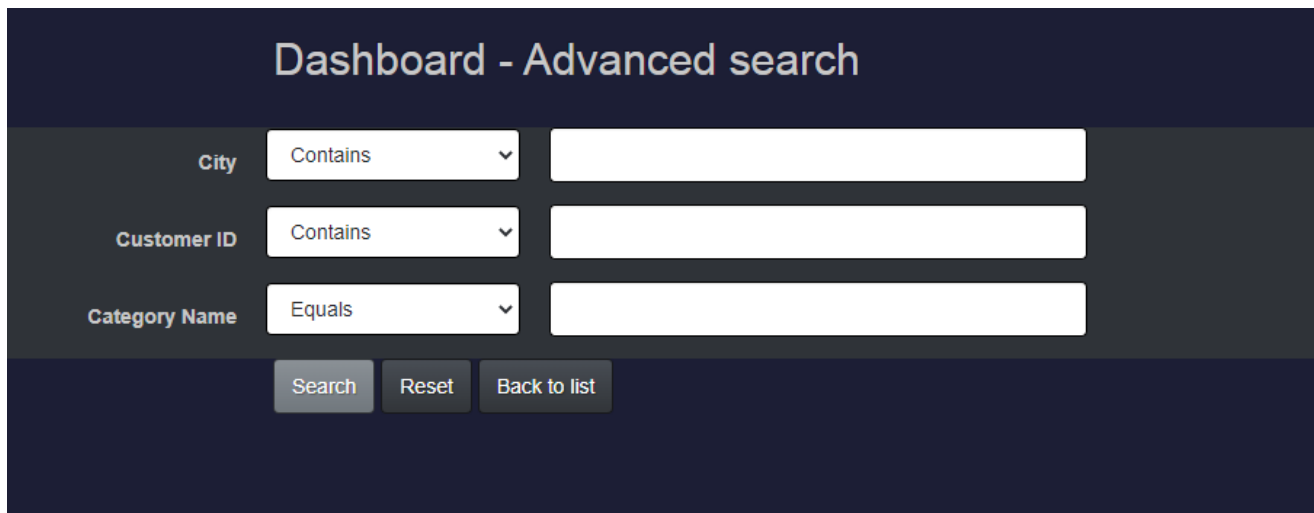 Dashboard - Advanced search
City Contains
Customer ID Contains
Category Name Equals
Search Reset Back to list